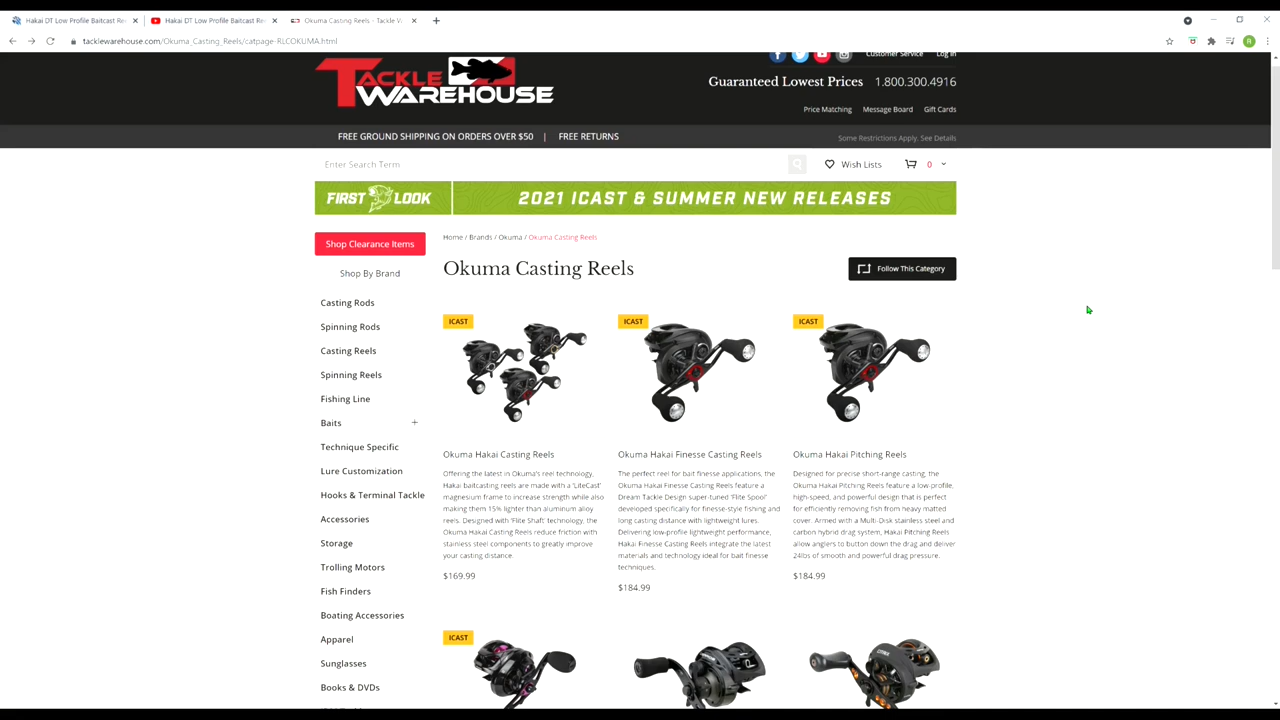 Hakai DT Low Profile Baitcast Re
Hakai DT Low Profile Baitcast Re
Okuma Casting Reels - Tackle W
tacklewarehouse.com/Okuma_Casting_Reels/catpage-RLCOKUMA.html
R
Customer Service
Log In
TACKLE WAREHOUSE
Guaranteed Lowest Prices 1.800.300.4916
Price Matching Message Board Gift Cards
FREE GROUND SHIPPING ON ORDERS OVER $50 | FREE RETURNS
Some Restrictions Apply. See Details
Enter Search Term
Wish Lists
0
FIRST LOOK
2021 ICAST & SUMMER NEW RELEASES
Shop Clearance Items
Shop By Brand
Casting Rods
Spinning Rods
Casting Reels
Spinning Reels
Fishing Line
Baits +
Technique Specific
Lure Customization
Hooks & Terminal Tackle
Accessories
Storage
Trolling Motors
Fish Finders
Boating Accessories
Apparel
Sunglasses
Books & DVDs
Home / Brands / Okuma / Okuma Casting Reels
Okuma Casting Reels
Follow This Category
ICAST
Okuma Hakai Casting Reels
Offering the latest in Okuma's reel technology,
Hakai baitcasting reels are made with a 'LiteCast'
magnesium frame to increase strength while also
making them 15% lighter than aluminum alloy
reels. Designed with 'Flite Shaft' technology, the
Okuma Hakai Casting Reels reduce friction with
stainless steel components to greatly improve
your casting distance.
$169.99
ICAST
Okuma Hakai Finesse Casting Reels
The perfect reel for bait finesse applications, the
Okuma Hakai Finesse Casting Reels feature a
Dream Tackle Design super-tuned 'Flite Spool'
developed specifically for finesse-style fishing and
long casting distance with lightweight lures.
Delivering low-profile lightweight performance,
Hakai Finesse Casting Reels integrate the latest
materials and technology ideal for bait finesse
techniques.
$184.99
ICAST
Okuma Hakai Pitching Reels
Designed for precise short-range casting, the
Okuma Hakai Pitching Reels feature a low-profile,
high-speed, and powerful design that is perfect
for efficiently removing fish from heavy matted
cover. Armed with a Multi-Disk stainless steel and
carbon hybrid drag system, Hakai Pitching Reels
allow anglers to button down the drag and deliver
24lbs of smooth and powerful drag pressure.
$184.99
ICAST